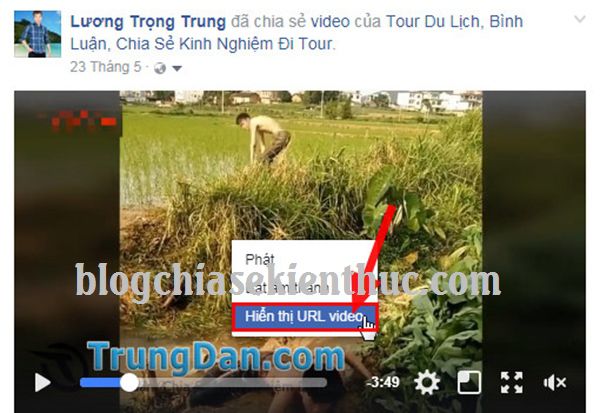 Lương Trọng Trung đã chia sẻ video của Tour Du Lịch, Bình
Luận, Chia Sẻ Kinh Nghiệm Đi Tour.
23 Tháng 5
Phát
blogchiasekienthuc.com
Hiển thị URL video
TrungDan.com
-3:49